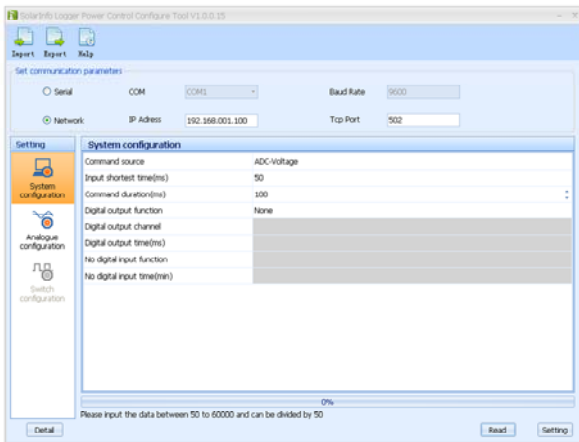 SolarInfo Logger Power Control Configure Tool V1.0.0.15
Import Export Help
Set communication parameters
Serial COM COM1 Baud Rate 9600
Network IP Adress 192.168.001.100 Tcp Port 502
Setting System configuration
System configuration
Analogue configuration
Switch configuration
Command source ADC-Voltage
Input shortest time(ms) 50
Command duration(ms) 100
Digital output function None
Digital output channel
Digital output time(ms)
No digital input function
No digital input time(min)
0%
Please input the data between 50 to 60000 and can be divided by 50
Detail Read Setting